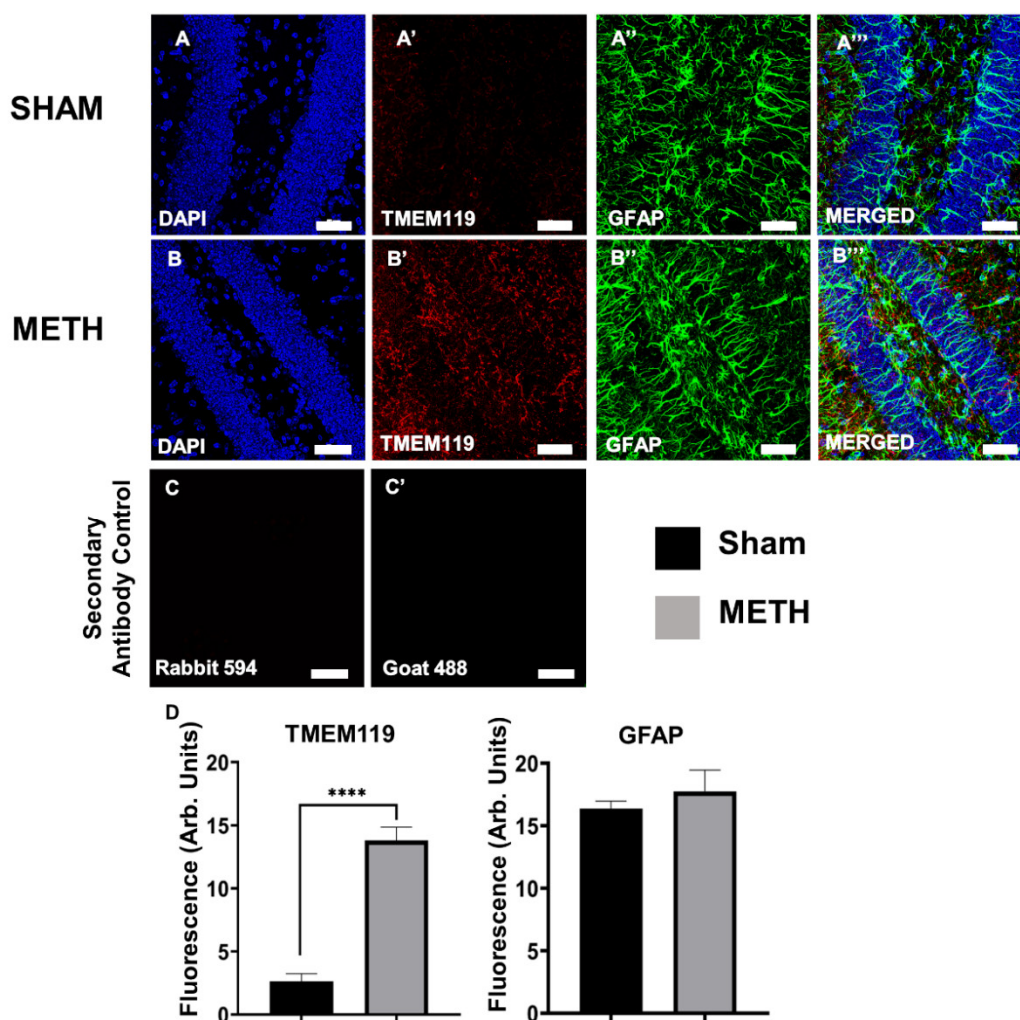 A
A'
A''
A'''
SHAM
DAPI
TMEM119
GFAP
MERGED
B
B'
B''
B'''
METH
DAPI
TMEM119
GFAP
MERGED
C
C'
Secondary
Antibody Control
Rabbit 594
Goat 488
Sham
METH
D
TMEM119
Fluorescence (Arb. Units)
20
15
10
5
0
****
GFAP
Fluorescence (Arb. Units)
20
15
10
5
0